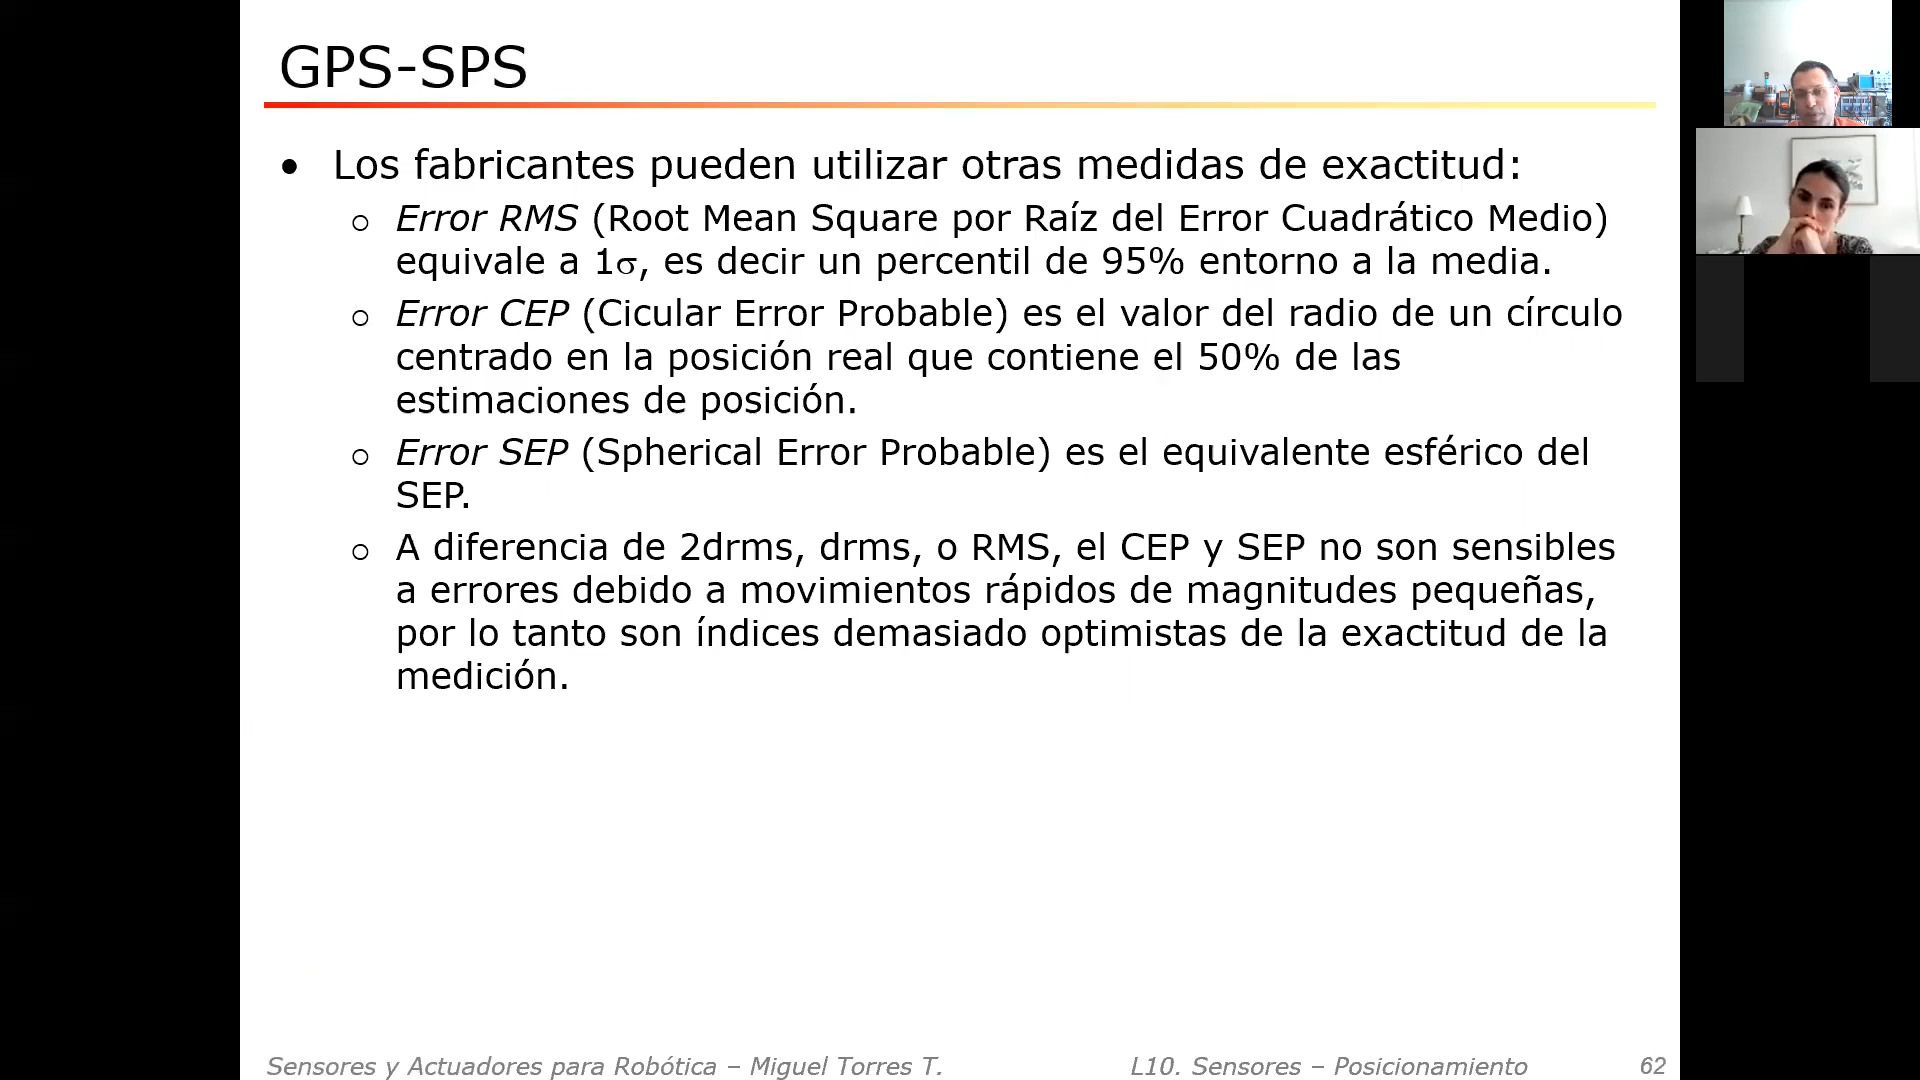 GPS-SPS
• Los fabricantes pueden utilizar otras medidas de exactitud:
o Error RMS (Root Mean Square por Raíz del Error Cuadrático Medio)
equivale a 1σ, es decir un percentil de 95% entorno a la media.
o Error CEP (Cicular Error Probable) es el valor del radio de un círculo
centrado en la posición real que contiene el 50% de las
estimaciones de posición.
o Error SEP (Spherical Error Probable) es el equivalente esférico del
SEP.
o A diferencia de 2drms, drms, o RMS, el CEP y SEP no son sensibles
a errores debido a movimientos rápidos de magnitudes pequeñas,
por lo tanto son índices demasiado optimistas de la exactitud de la
medición.
Sensores y Actuadores para Robótica – Miguel Torres T. L10. Sensores – Posicionamiento 62